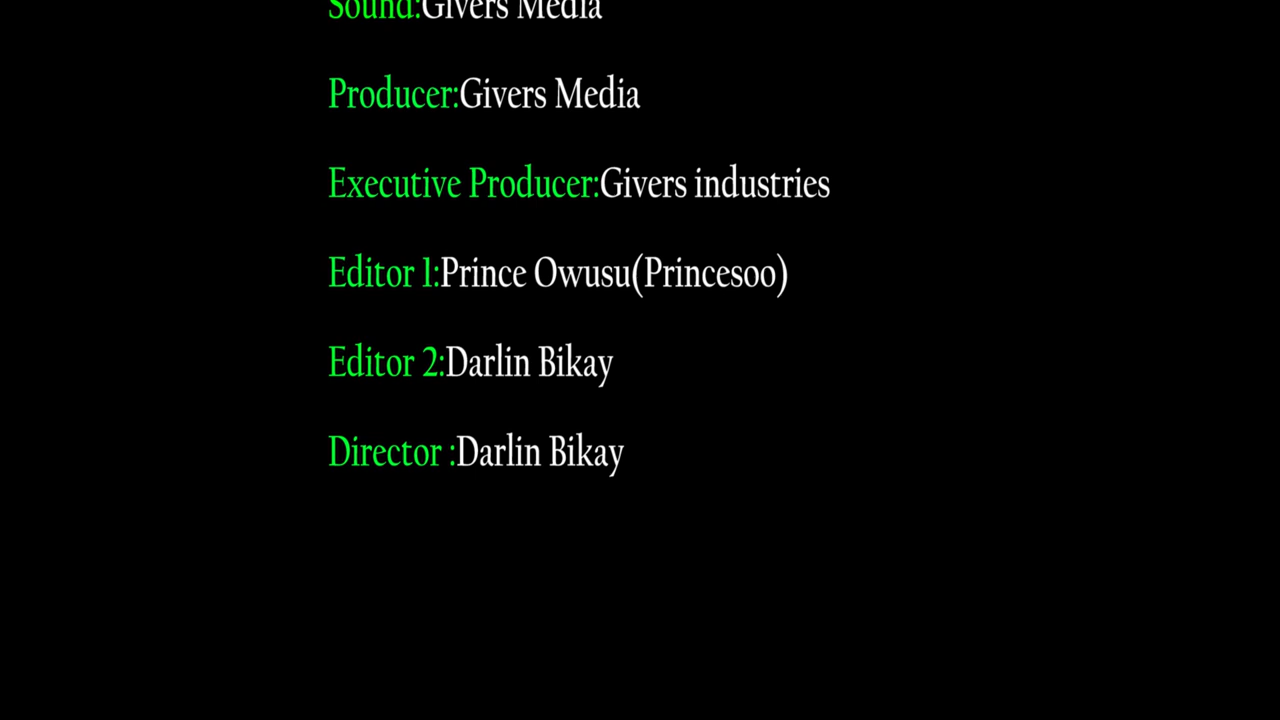 Sound:Givers Media
Producer:Givers Media
Executive Producer:Givers industries
Editor 1:Prince Owusu(Princesoo)
Editor 2:Darlin Bikay
Director :Darlin Bikay